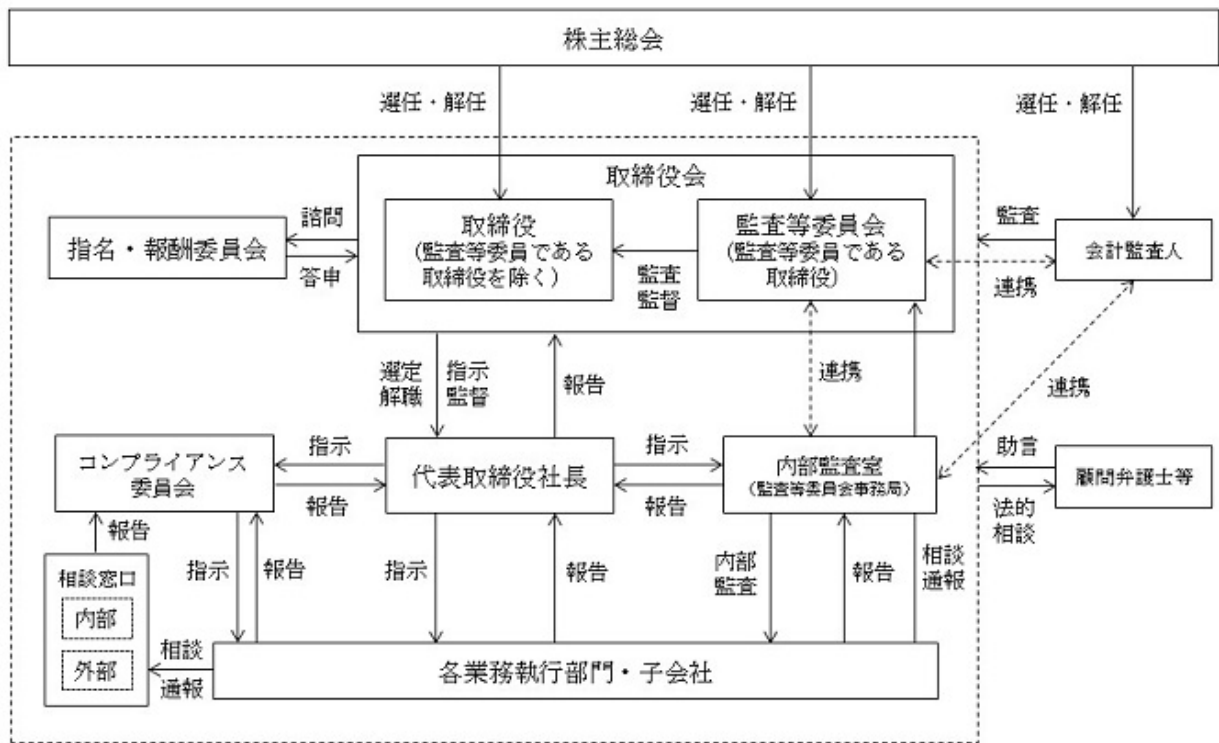 株主総会
選任・解任
選任・解任
選任・解任
取締役会
諮問
指名・報酬委員会
答申
取締役
(監査等委員である
取締役を除く)
監査
監督
監査等委員会
(監査等委員である
取締役)
監査
会計監査人
連携
選定
解職
指示
監督
報告
連携
連携
コンプライアンス
委員会
指示
報告
代表取締役社長
指示
報告
内部監査室
(監査等委員会事務局)
助言
顧問弁護士等
法的
相談
報告
相談窓口
内部
外部
指示
報告
指示
報告
内部
監査
報告
相談
通報
相談
通報
各業務執行部門・子会社